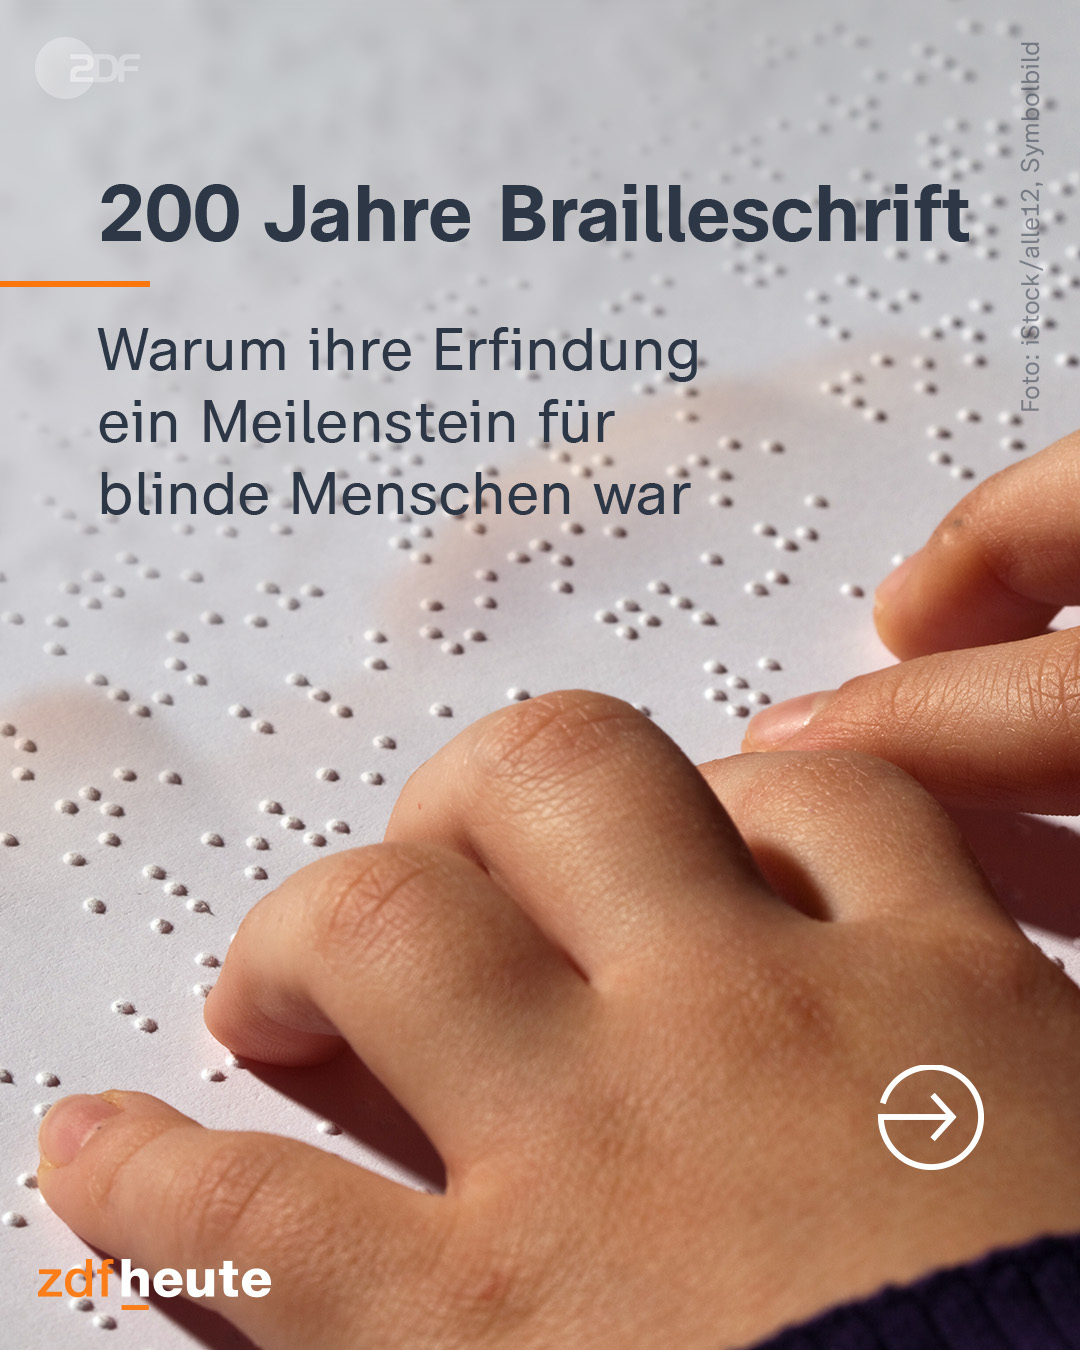 ZDF
200 Jahre Brailleschrift
Warum ihre Erfindung
ein Meilenstein für
blinde Menschen war
Foto: iStock/alle12, Symbolbild
zdfheute